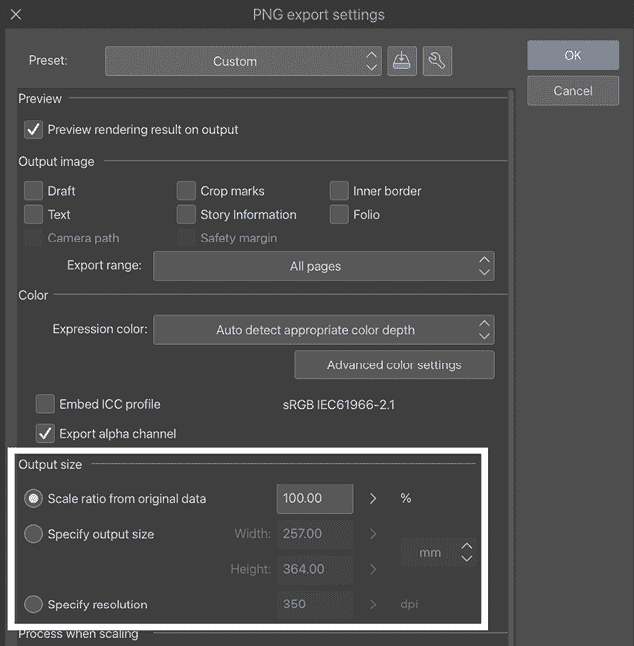 PNG export settings
Preset: Custom OK
Cancel
Preview
Preview rendering result on output
Output image
Draft Crop marks Inner border
Text Story Information Folio
Camera path Safety margin
Export range: All pages
Color
Expression color: Auto detect appropriate color depth
Advanced color settings
Embed ICC profile sRGB IEC61966-2.1
Export alpha channel
Output size
Scale ratio from original data 100.00 > %
Specify output size Width: 257.00 >
mm
Height: 364.00 >
Specify resolution 350 > dpi
Process when scaling